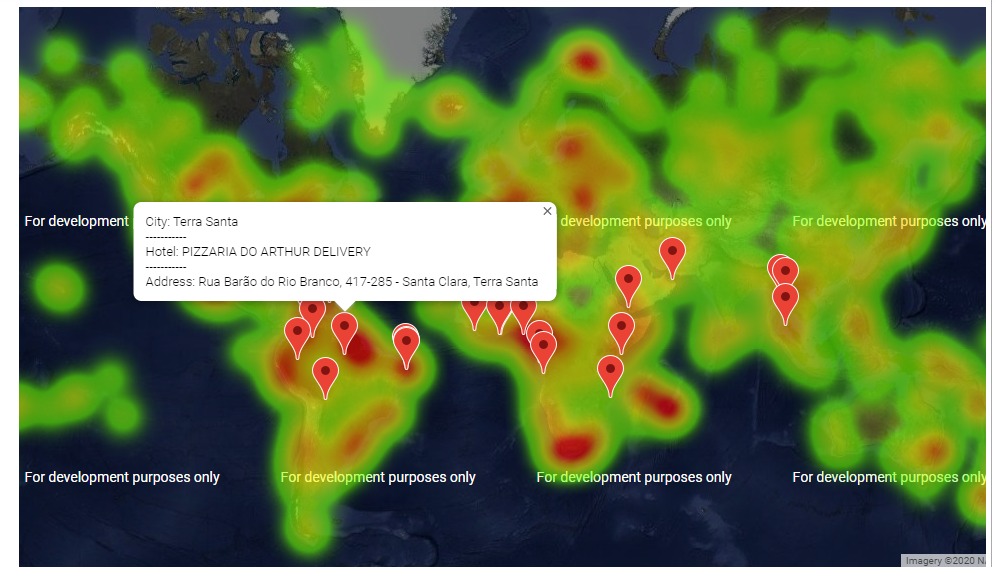 For development
City: Terra Santa
-----------
Hotel: PIZZARIA DO ARTHUR DELIVERY
-----------
Address: Rua Barão do Rio Branco, 417-285 - Santa Clara, Terra Santa
development purposes only
For development purposes only
For development purposes only
For development purposes only
For development purposes only
For development purposes only
Imagery ©2020